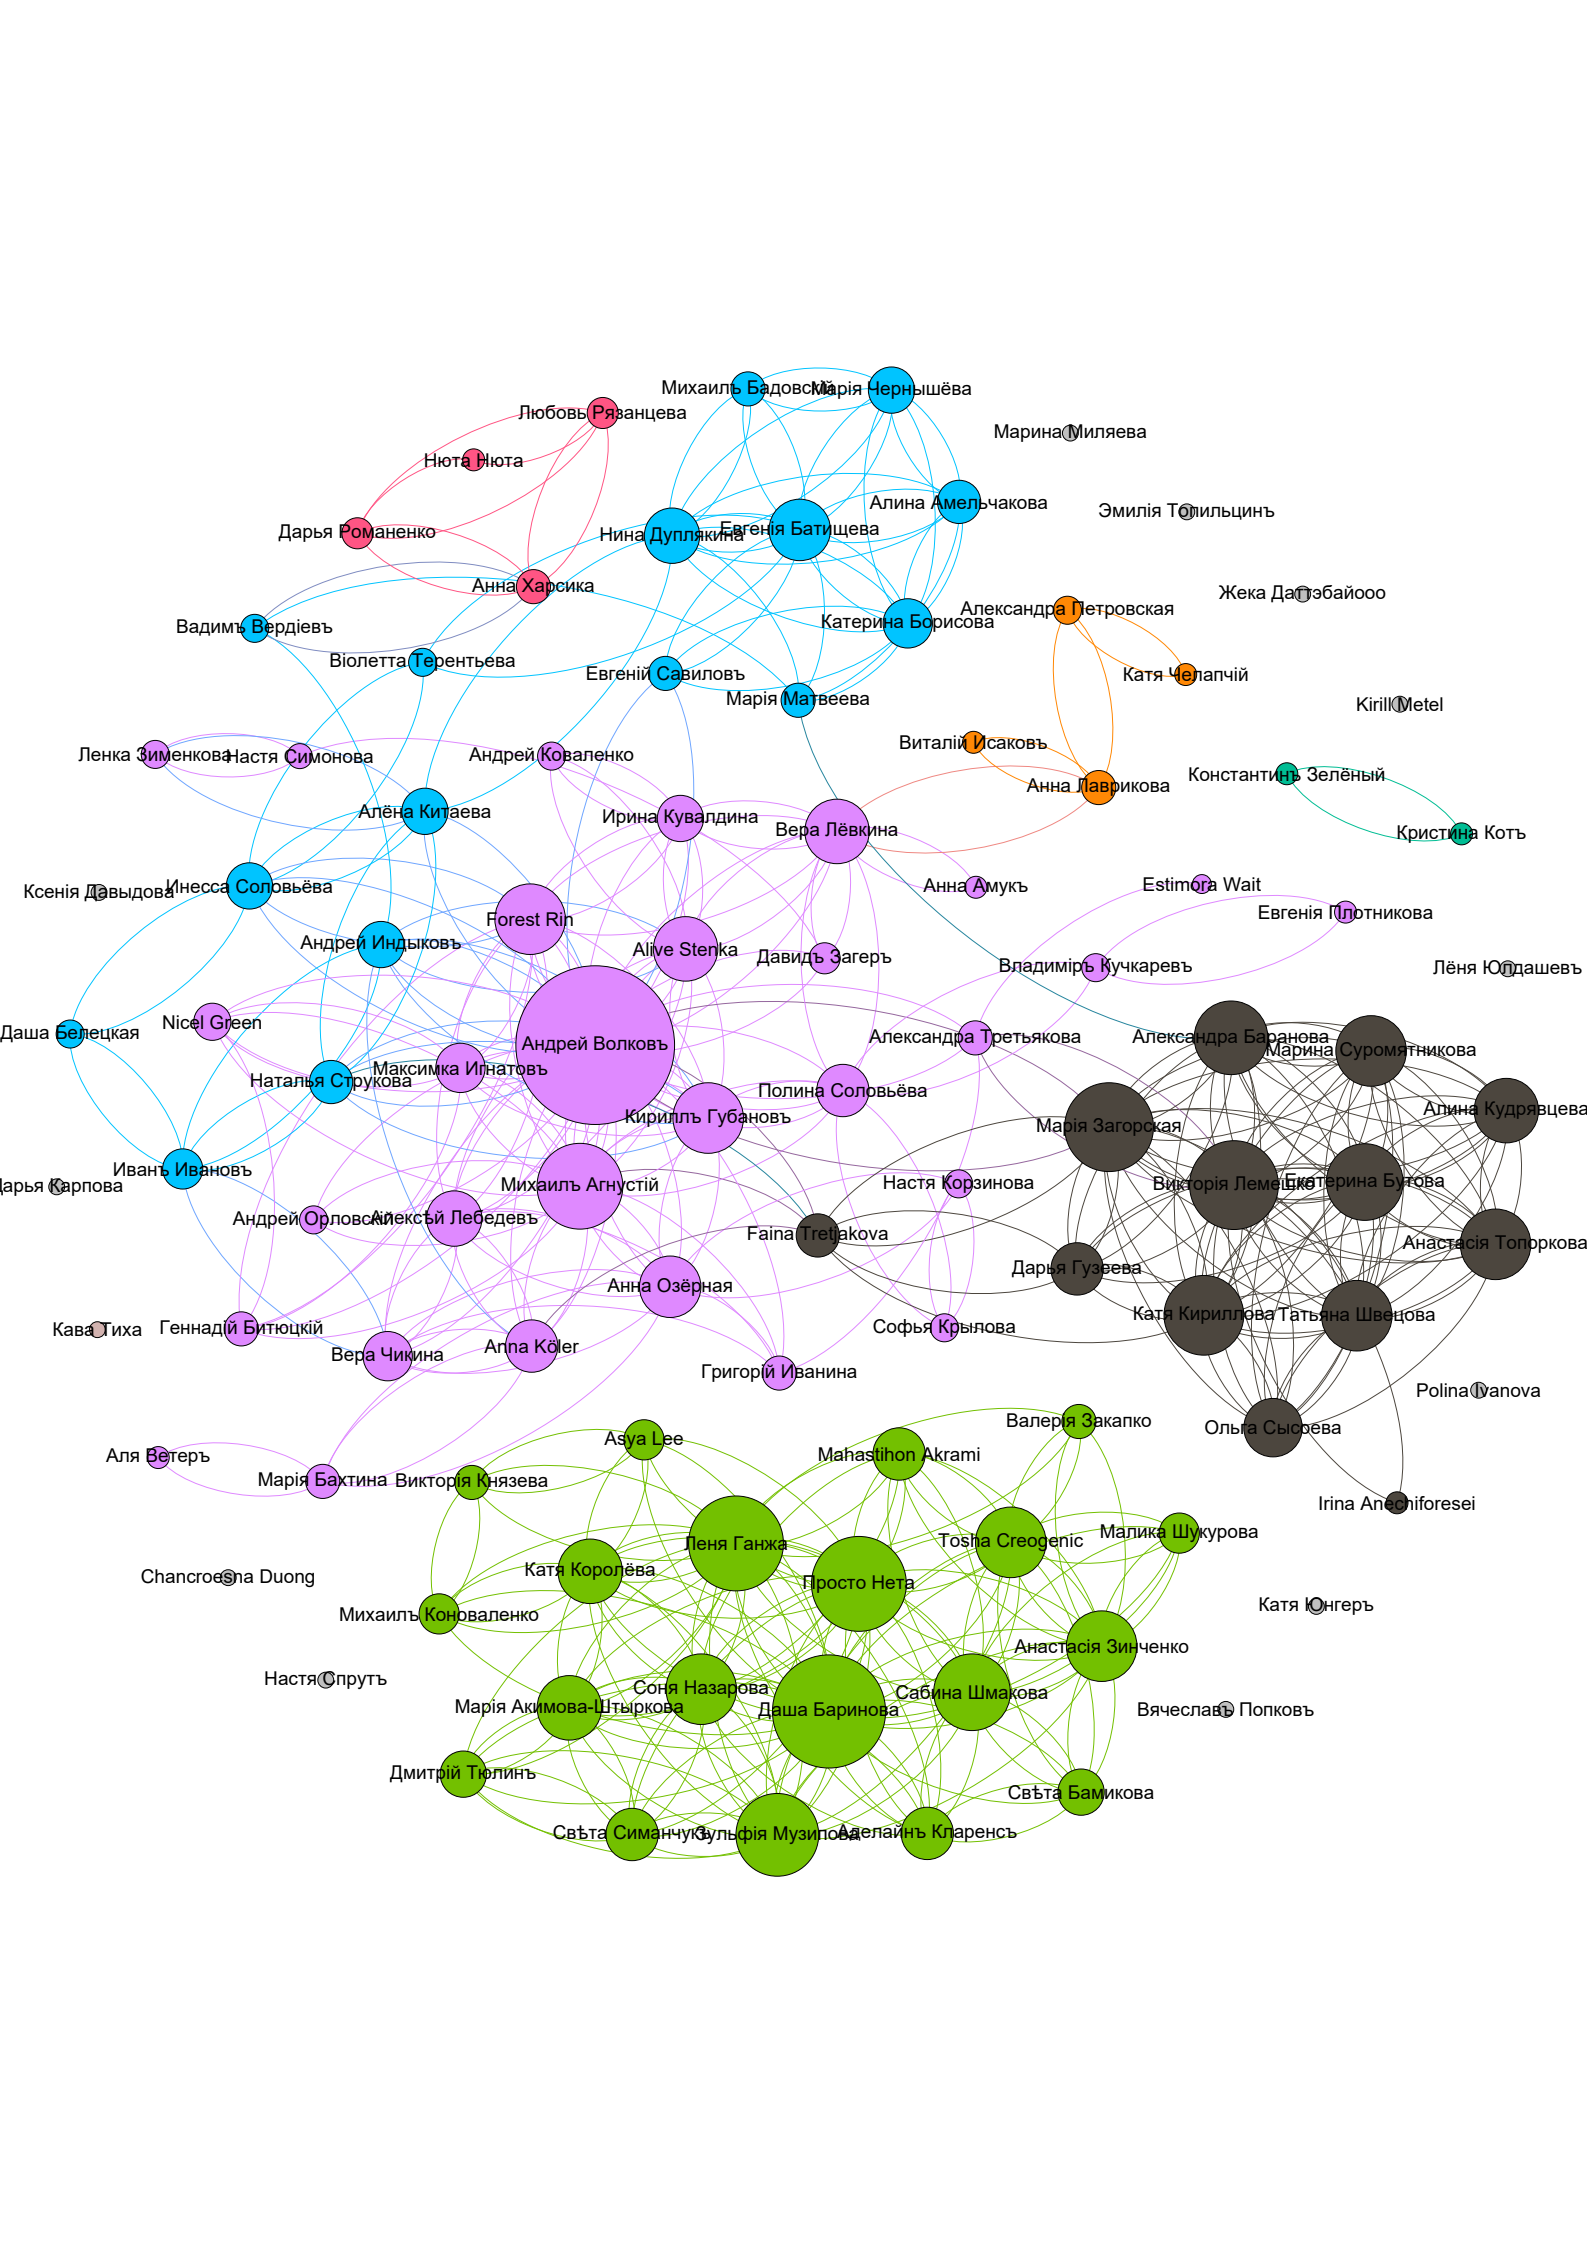 Михаилъ Бадовскій
Марія Чернышёва
Любовь Рязанцева
Марина Миляева
Нюта Нюта
Алина Амельчакова
Эмилія Топильцинъ
Дарья Романенко
Нина Дуплякина
Евгенія Батищева
Анна Харсика
Жека Даттэбайооо
Александра Петровская
Вадимъ Вердіевъ
Катерина Борисова
Віолетта Терентьева
Евгеній Савиловъ
Катя Челапчій
Марія Матвеева
Kirill Metel
Виталій Исаковъ
Ленка Зименкова
Настя Симонова
Андрей Коваленко
Константинъ Зелёный
Анна Лаврикова
Алёна Китаева
Ирина Кувалдина
Вера Лёвкина
Кристина Котъ
Ксенія Давыдова
Инесса Соловьёва
Анна Амукъ
Estimora Wait
Forest Rin
Евгенія Плотникова
Андрей Индыковъ
Alive Stenka
Давидъ Загеръ
Владиміръ Кучкаревъ
Лёня Юлдашевъ
Nicel Green
Даша Белецкая
Андрей Волковъ
Александра Третьякова
Александра Баранова
Марина Суромятникова
Наталья Струкова
Максимка Игнатовъ
Полина Соловьёва
Кириллъ Губановъ
Марія Загорская
Алина Кудрявцева
Иванъ Ивановъ
Дарья Карпова
Михаилъ Агнустій
Настя Корзинова
Викторія Лемешко
Екатерина Бутова
Андрей Орловскій
Алексѣй Лебедевъ
Faina Tretjakova
Анастасія Топоркова
Дарья Гузеева
Анна Озёрная
Кава Тиха
Геннадій Битюцкій
Софья Крылова
Катя Кириллова
Татьяна Швецова
Вера Чикина
Anna Köler
Григорій Иванина
Polina Ivanova
Валерія Закапко
Ольга Сысоева
Asya Lee
Mahastihon Akrami
Аля Ветеръ
Марія Бахтина
Викторія Князева
Irina Anechiforesei
Леня Ганжа
Tosha Creogenic
Малика Шукурова
Катя Королёва
Chancroesna Duong
Просто Нета
Михаилъ Коноваленко
Катя Юнгеръ
Анастасія Зинченко
Настя Спрутъ
Соня Назарова
Сабина Шмакова
Марія Акимова-Штыркова
Даша Баринова
Вячеславъ Попковъ
Дмитрій Тюлинъ
Свѣта Бамикова
Свѣта Симанчукъ
Зульфія Музипова
Аделайнъ Кларенсъ